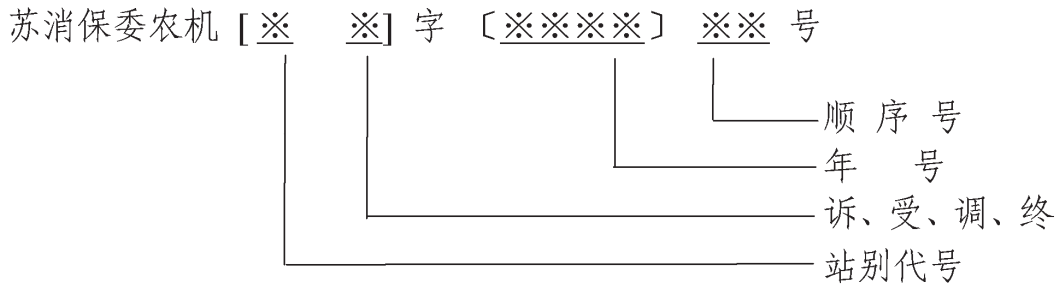 苏消保委农机 [※ ※] 字 〔※※※※〕 ※※ 号
顺 序 号
年 号
诉、受、调、终
站别代号